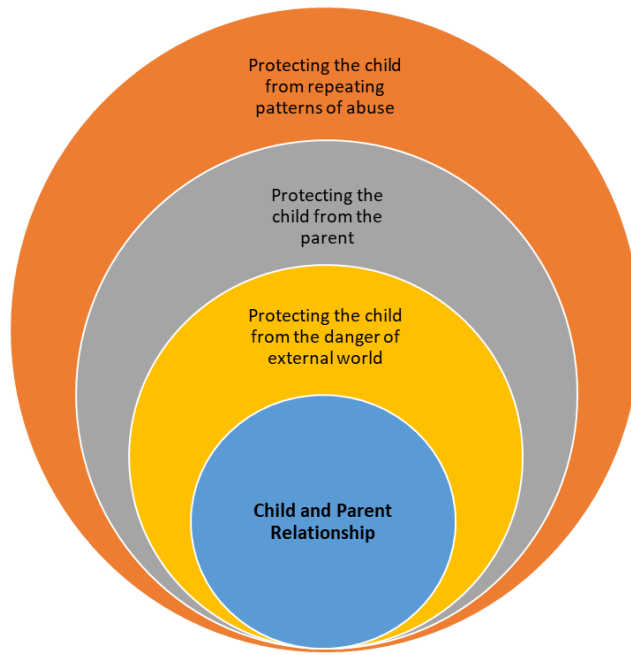 Protecting the child
from repeating
patterns of abuse
Protecting the
child from the
parent
Protecting the child
from the danger of
external world
Child and Parent
Relationship